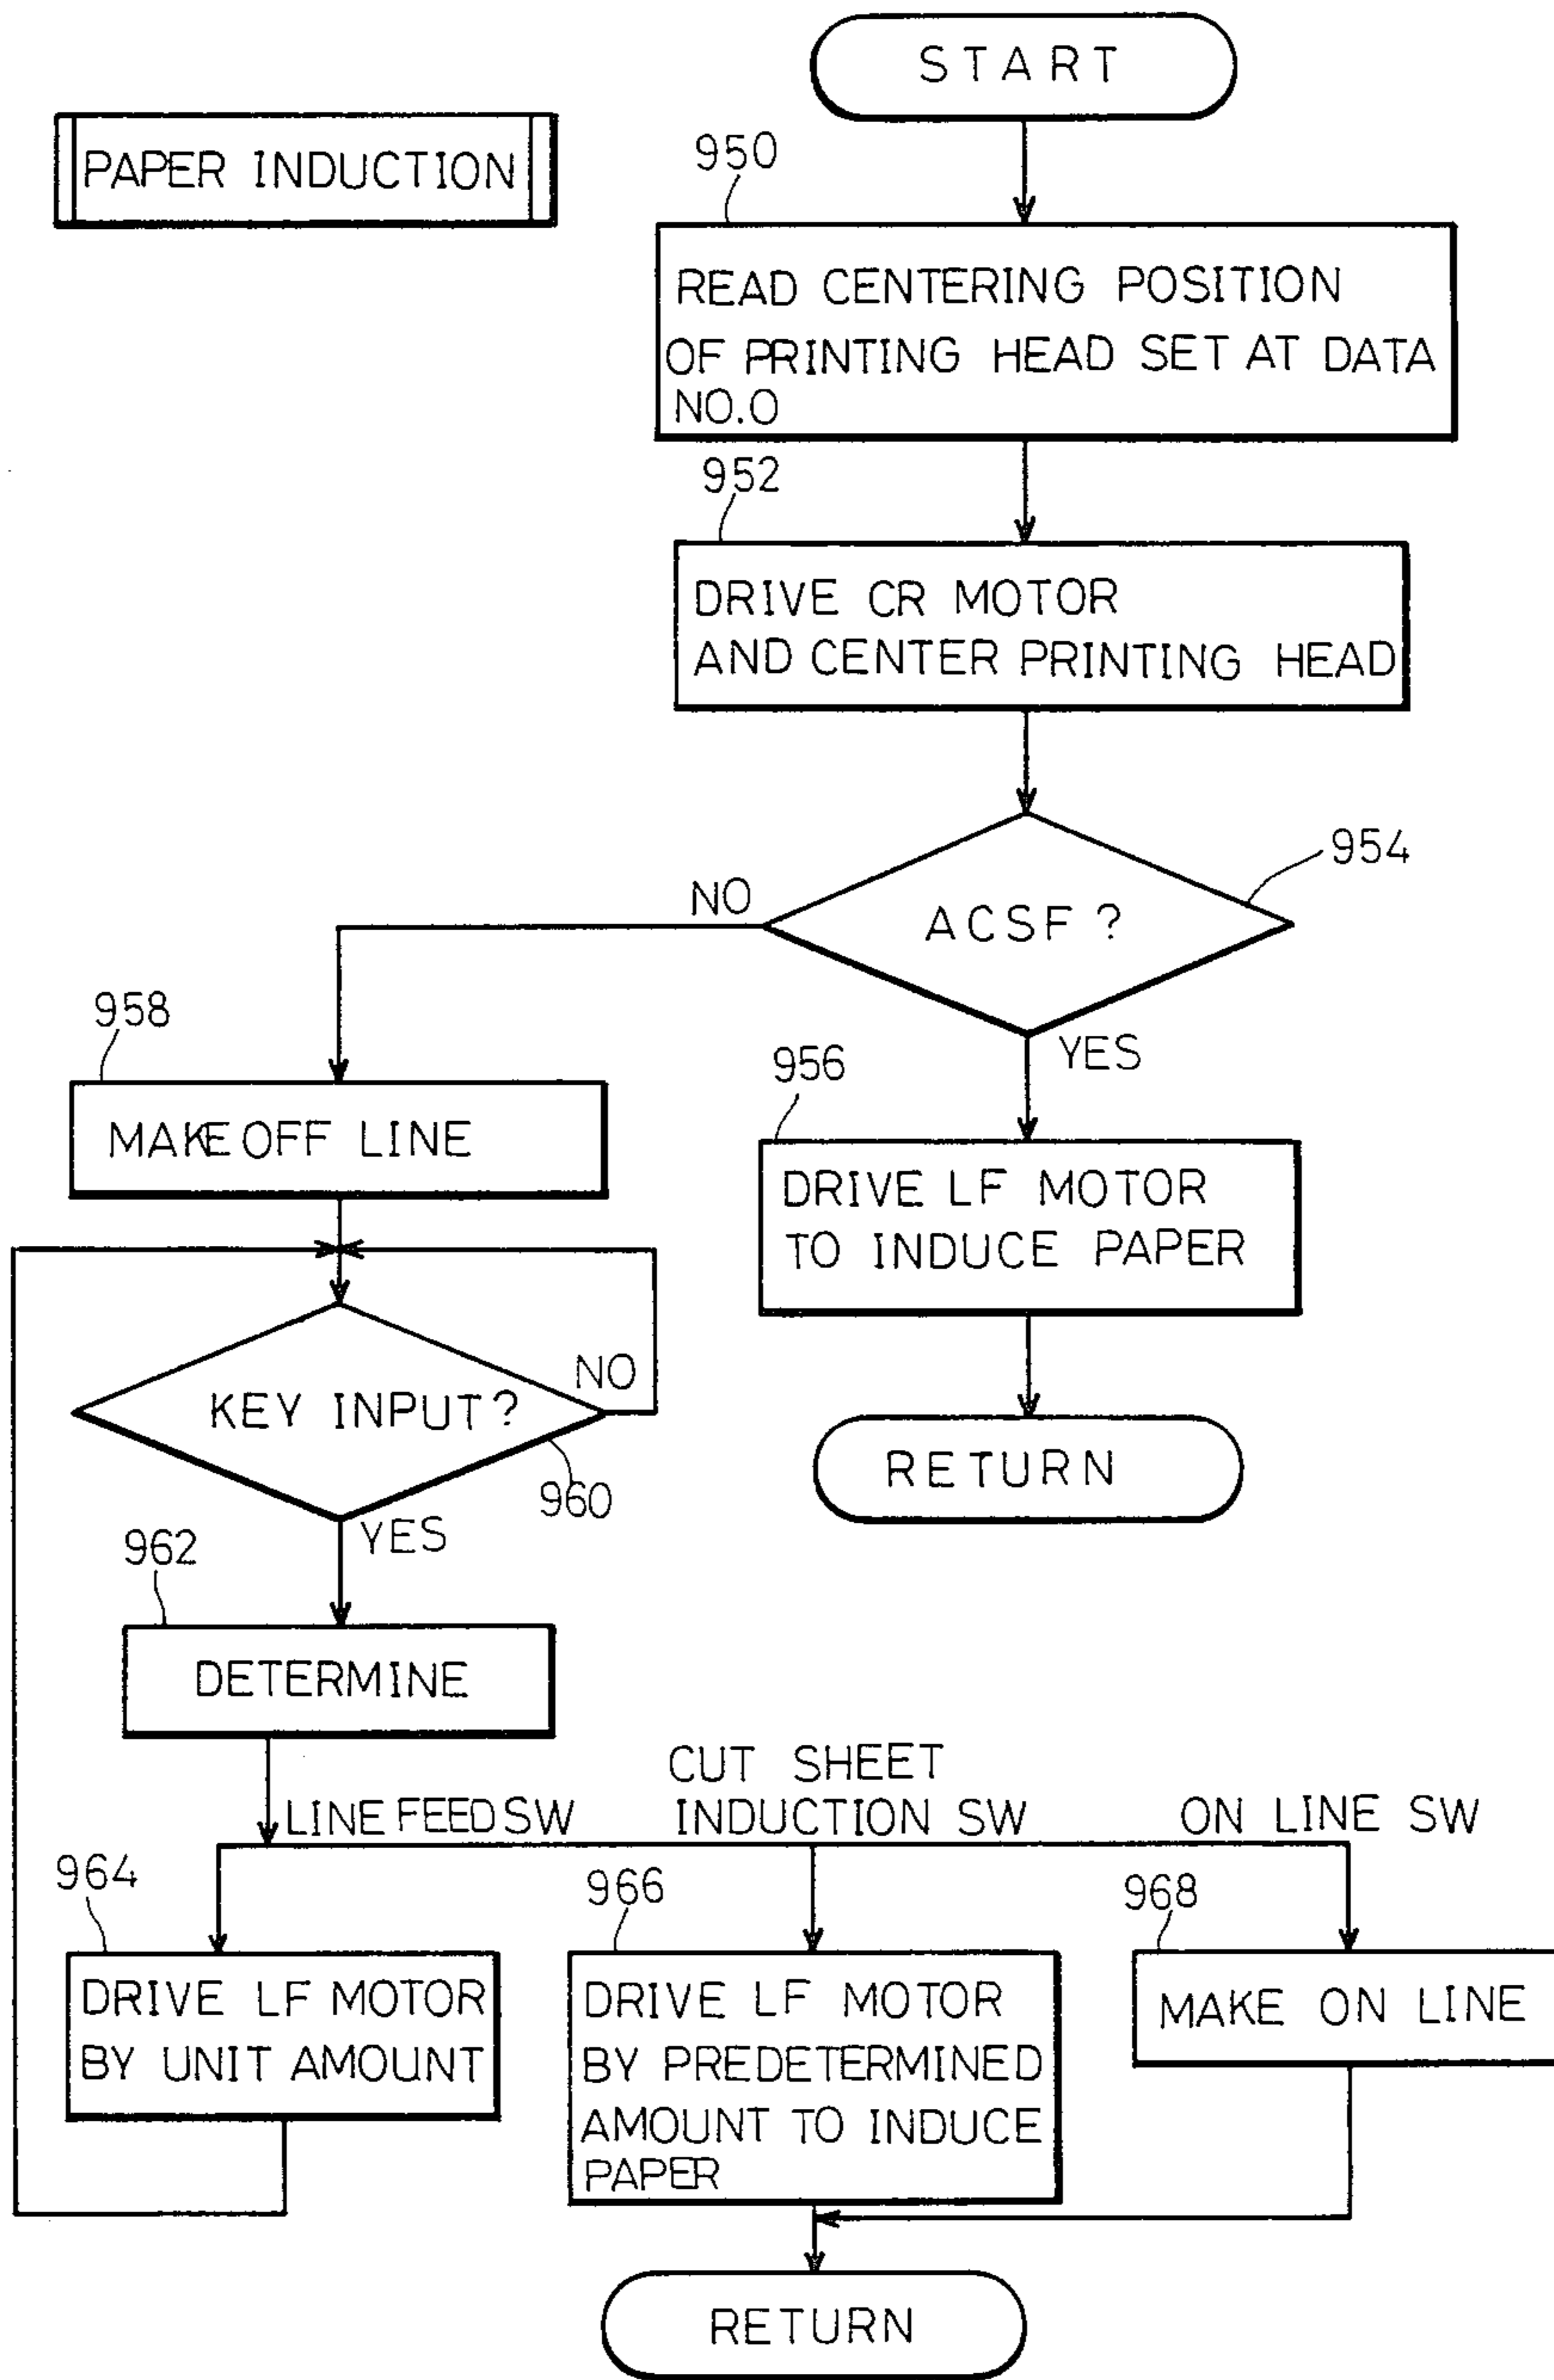 START
PAPER INDUCTION
950
READ CENTERING POSITION
OF PRINTING HEAD SET AT DATA
NO.0
952
DRIVE CR MOTOR
AND CENTER PRINTING HEAD
954
NO
ACSF ?
YES
958
MAKE OFF LINE
956
DRIVE LF MOTOR
TO INDUCE PAPER
NO
KEY INPUT?
960
YES
RETURN
962
DETERMINE
LINE FEED SW
CUT SHEET
INDUCTION SW
ON LINE SW
964
DRIVE LF MOTOR
BY UNIT AMOUNT
966
DRIVE LF MOTOR
BY PREDETERMINED
AMOUNT TO INDUCE
PAPER
968
MAKE ON LINE
RETURN